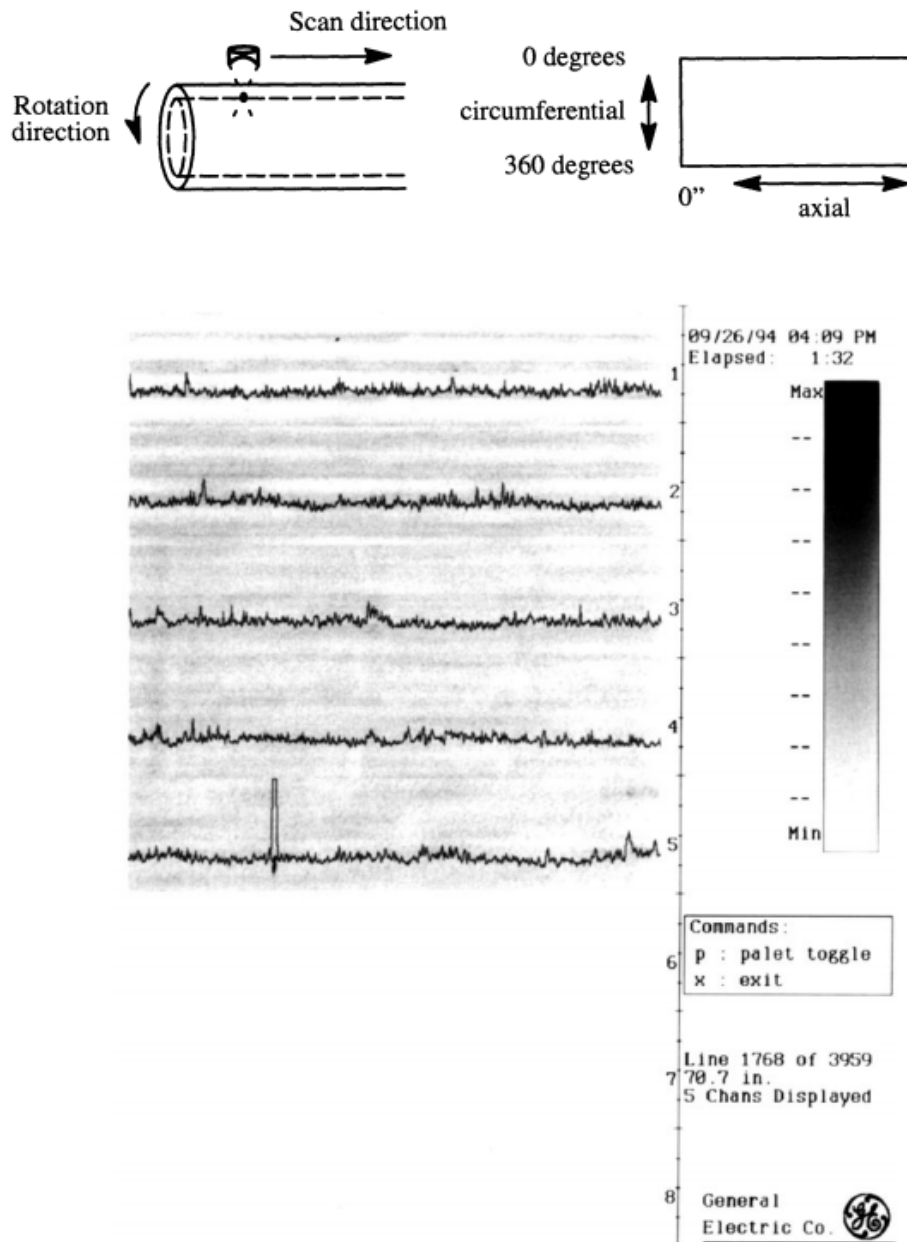 Scan direction
Rotation
direction
0 degrees
circumferential
360 degrees
0”
axial
09/26/94 04:09 PM
Elapsed: 1:32
Max
--
--
--
--
--
--
--
--
Min
1
2
3
4
5
6
7
8
Commands:
p : palet toggle
x : exit
Line 1768 of 3959
70.7 in.
5 Chans Displayed
General
Electric Co.
GE